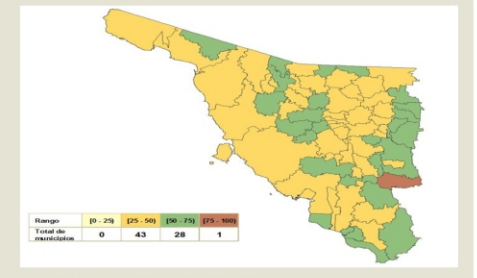 Rango [0 - 25) [25 - 50) [50 - 75) [75 - 100)
Total de municipios 0 43 28 1